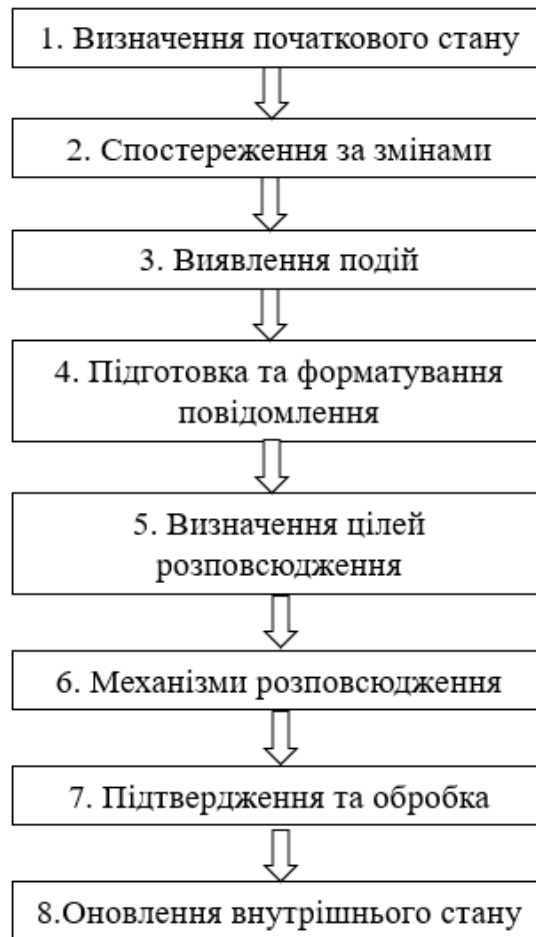 1. Визначення початкового стану
2. Спостереження за змінами
3. Виявлення подій
4. Підготовка та форматування
повідомлення
5. Визначення цілей
розповсюдження
6. Механізми розповсюдження
7. Підтвердження та обробка
8.Оновлення внутрішнього стану